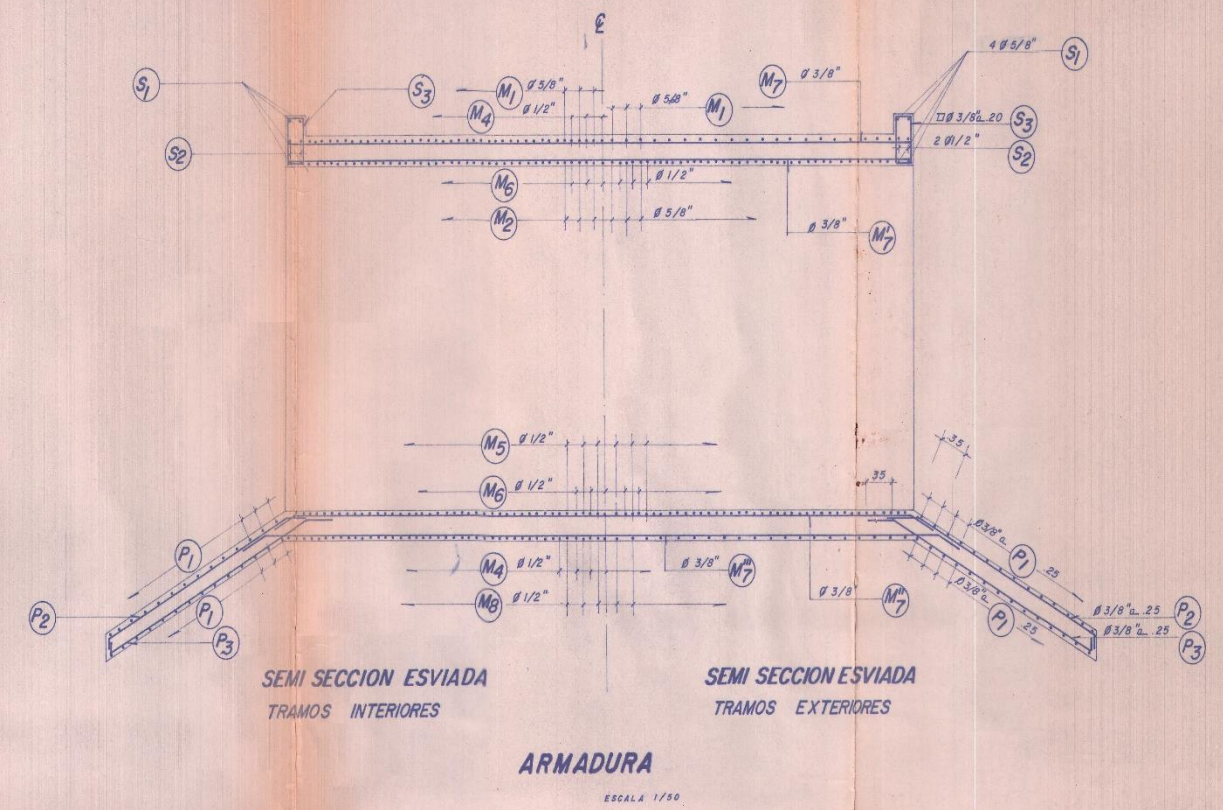 ℄
4 Ø 5/8"
S1
S1
S3
M1 Ø 5/8"
M4 Ø 1/2"
Ø 5/8" M1
M7 Ø 3/8"
□ Ø 3/8" a .20 S3
2 Ø 1/2"
S2
S2
M6 Ø 1/2"
M2 Ø 5/8"
Ø 3/8" M'7
M5 Ø 1/2"
M6 Ø 1/2"
35
35
P1
Ø 3/8" a P1 .25
M4 Ø 1/2"
Ø 3/8" M'''7
M8 Ø 1/2"
Ø 3/8 M''7
Ø 3/8" a P1 .25
P1
P2
P3
Ø 3/8" a .25 P2
Ø 3/8" a .25 P3
SEMI SECCION ESVIADA
TRAMOS INTERIORES
SEMI SECCION ESVIADA
TRAMOS EXTERIORES
ARMADURA
ESCALA 1/50